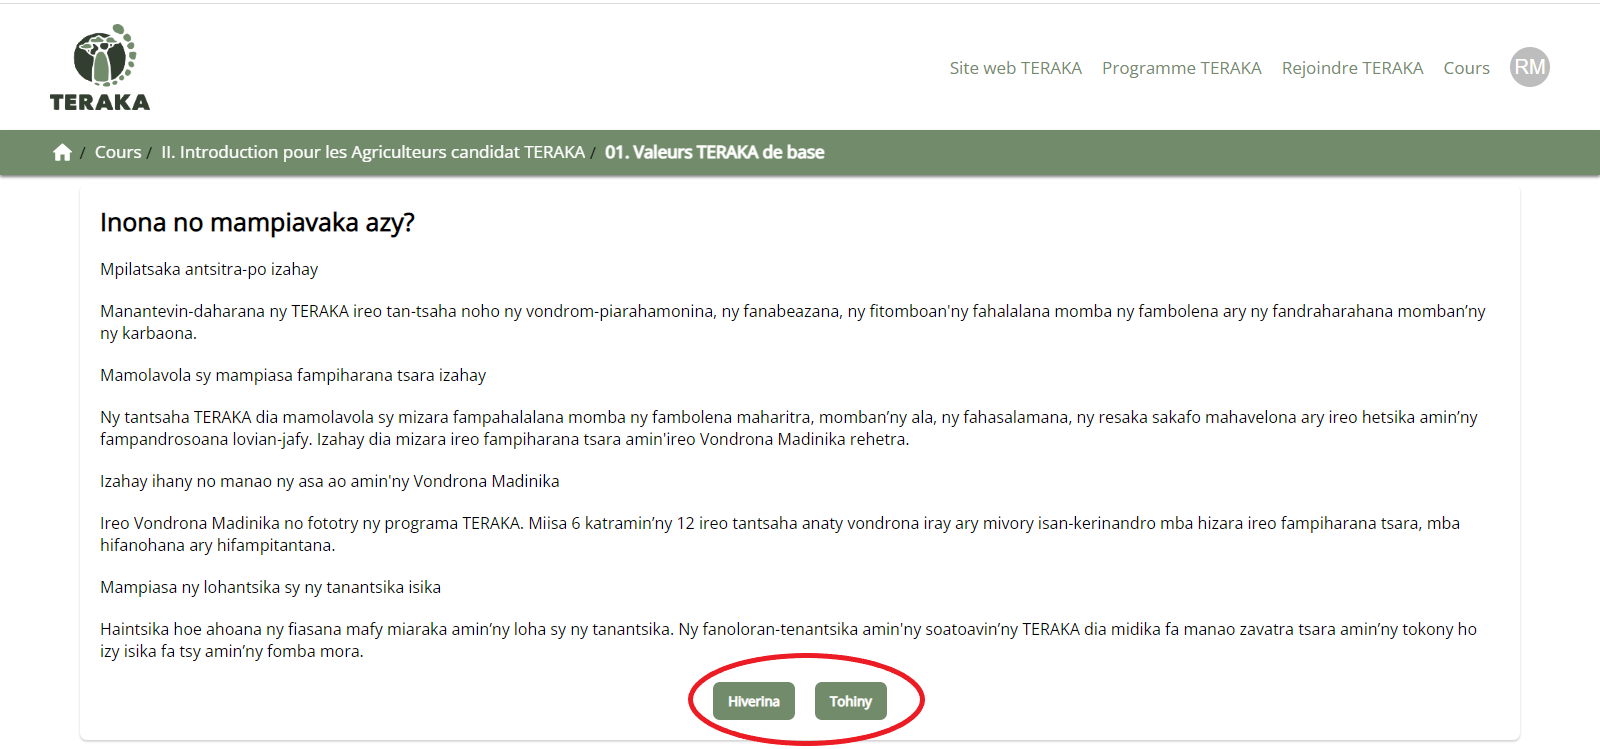 TERAKA
Site web TERAKA Programme TERAKA Rejoindre TERAKA Cours RM
/ Cours / II. Introduction pour les Agriculteurs candidat TERAKA / 01. Valeurs TERAKA de base
Inona no mampiavaka azy?
Mpilatsaka antsitra-po izahay
Manantevin-daharana ny TERAKA ireo tan-tsaha noho ny vondrom-piarahamonina, ny fanabeazana, ny fitomboan'ny fahalalana momba ny fambolena ary ny fandraharahana momban’ny
ny karbaona.
Mamolavola sy mampiasa fampiharana tsara izahay
Ny tantsaha TERAKA dia mamolavola sy mizara fampahalalana momba ny fambolena maharitra, momban’ny ala, ny fahasalamana, ny resaka sakafo mahavelona ary ireo hetsika amin’ny
fampandrosoana lovian-jafy. Izahay dia mizara ireo fampiharana tsara amin'ireo Vondrona Madinika rehetra.
Izahay ihany no manao ny asa ao amin'ny Vondrona Madinika
Ireo Vondrona Madinika no fototry ny programa TERAKA. Miisa 6 katramin’ny 12 ireo tantsaha anaty vondrona iray ary mivory isan-kerinandro mba hizara ireo fampiharana tsara, mba
hifanohana ary hifampitantana.
Mampiasa ny lohantsika sy ny tanantsika isika
Haintsika hoe ahoana ny fiasana mafy miaraka amin’ny loha sy ny tanantsika. Ny fanoloran-tenantsika amin'ny soatoavin’ny TERAKA dia midika fa manao zavatra tsara amin’ny tokony ho
izy isika fa tsy amin’ny fomba mora.
Hiverina Tohiny